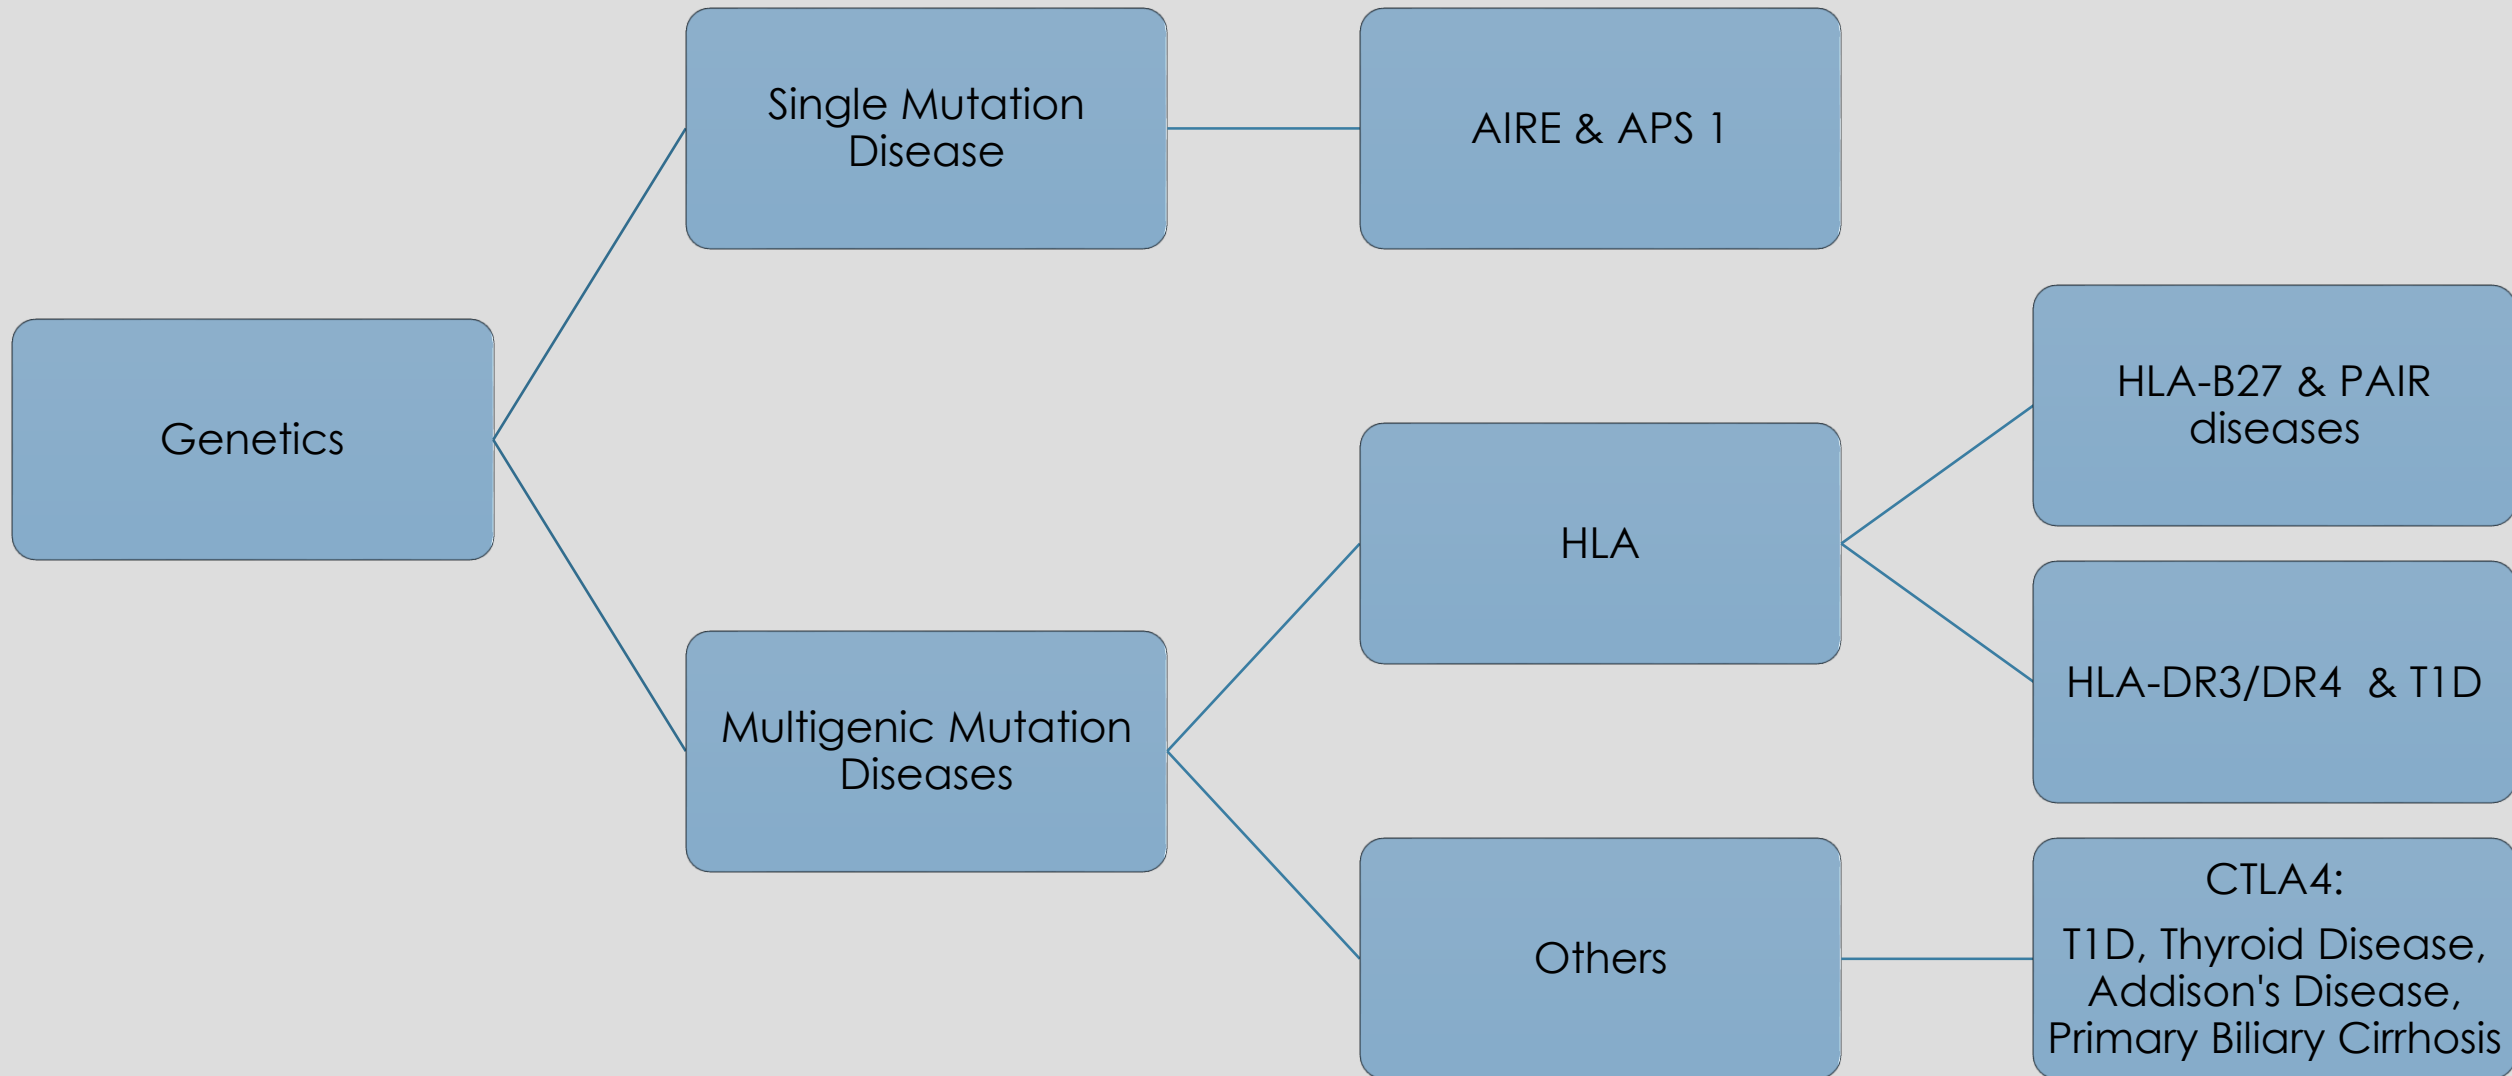 Genetics
Single Mutation
Disease
AIRE & APS 1
Multigenic Mutation
Diseases
HLA
HLA-B27 & PAIR
diseases
HLA-DR3/DR4 & T1D
Others
CTLA4:
T1D, Thyroid Disease,
Addison's Disease,
Primary Biliary Cirrhosis